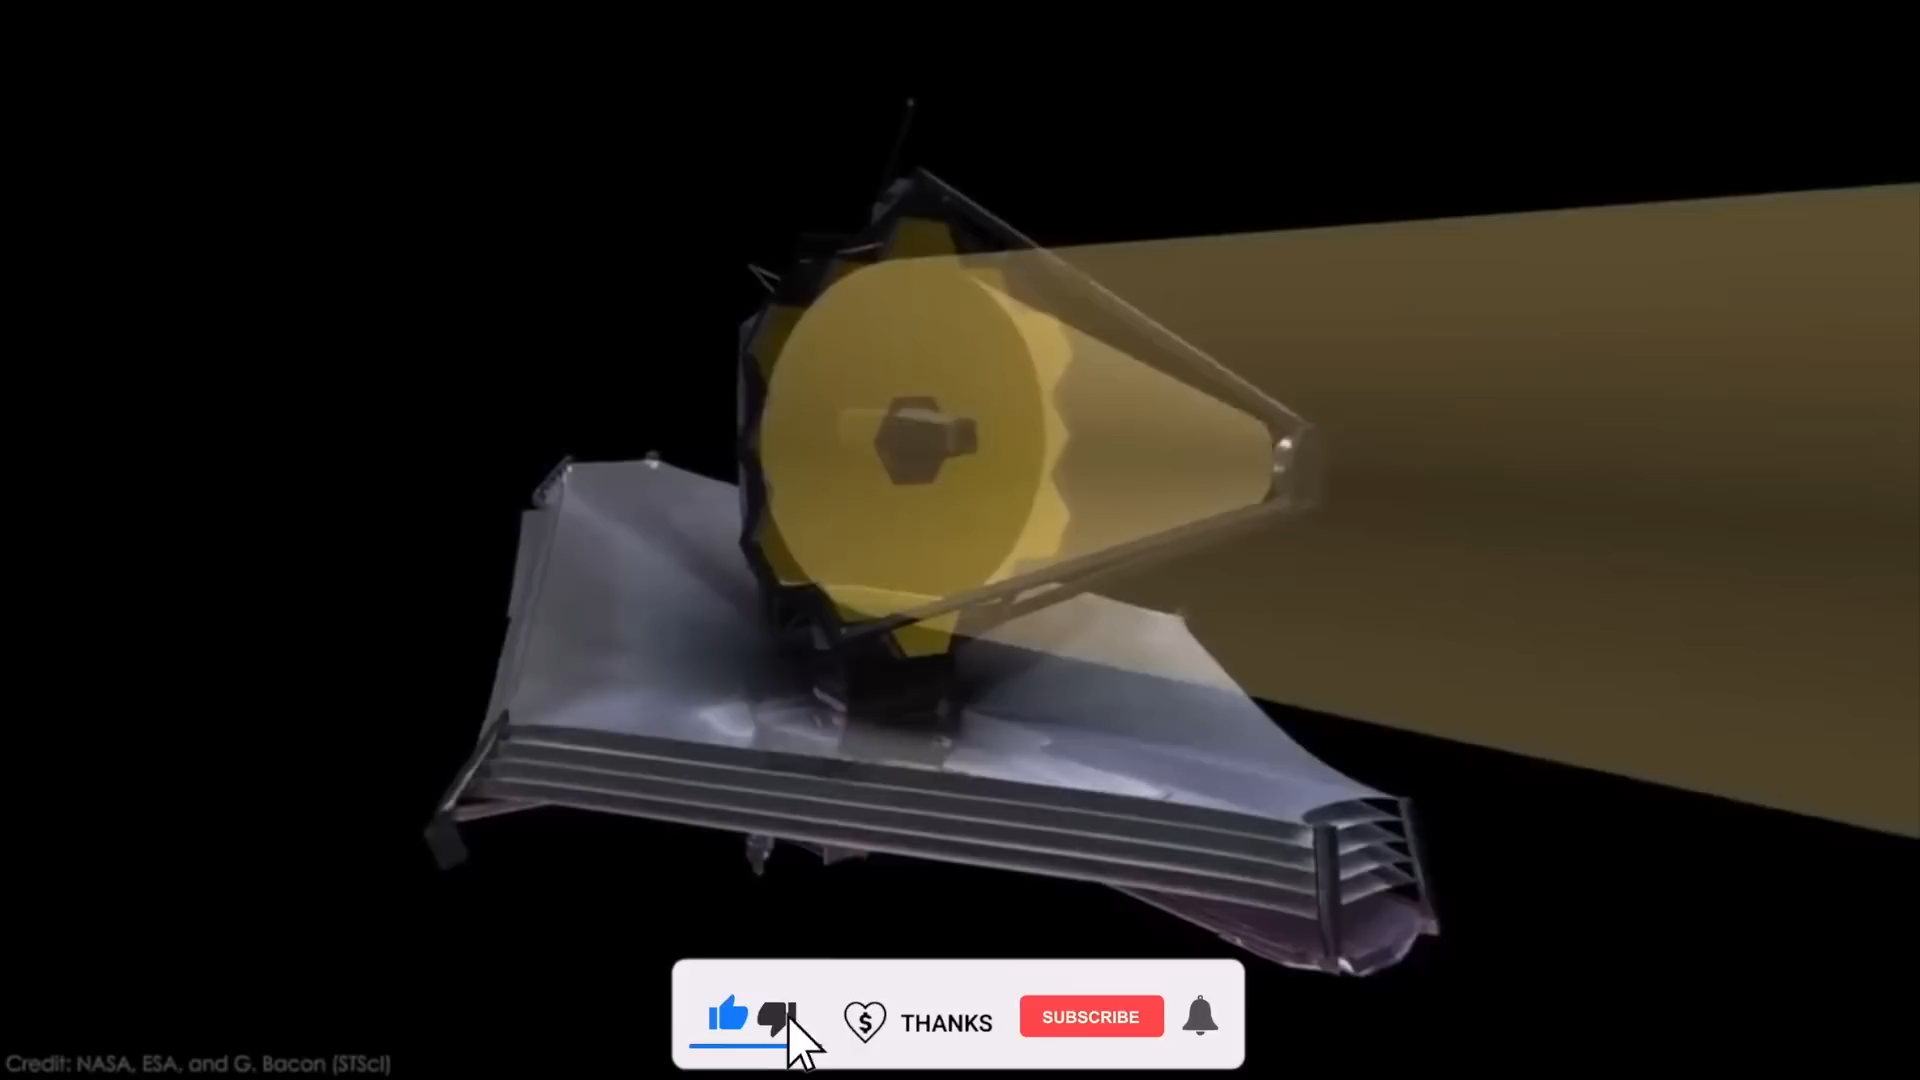 $ THANKS SUBSCRIBE
Credit: NASA, ESA, and G. Bacon (STScI)